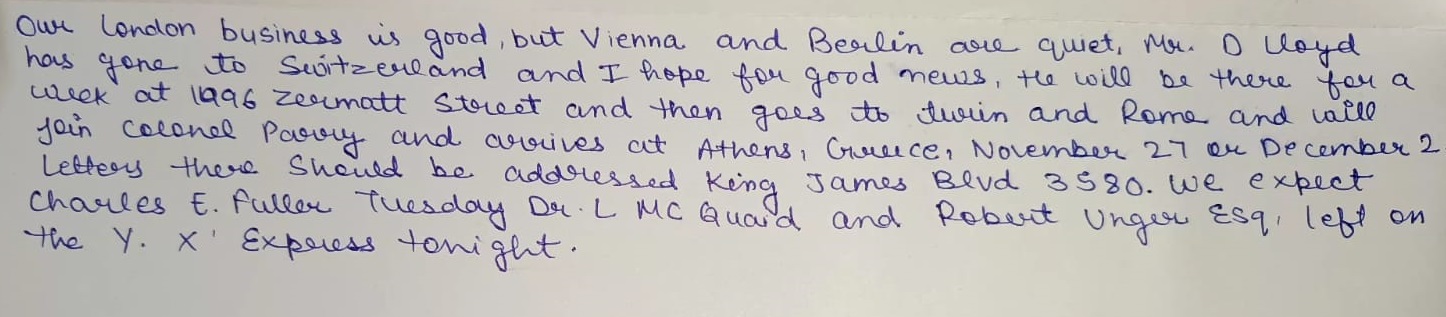 Our London business is good, but Vienna and Berlin are quiet, Mr. D Lloyd
has gone to Switzerland and I hope for good news, He will be there for a
week at 1996 Zermatt Street and then goes to turin and Rome and will
join Colonel Parry and arrives at Athens, Greece, November 27 or December 2
Letters there Should be addressed King James Blvd 3580. We expect
Charles E. Fuller Tuesday Dr. L MC Quaid and Robert Unger Esq, left on
the Y. X' Express tonight.